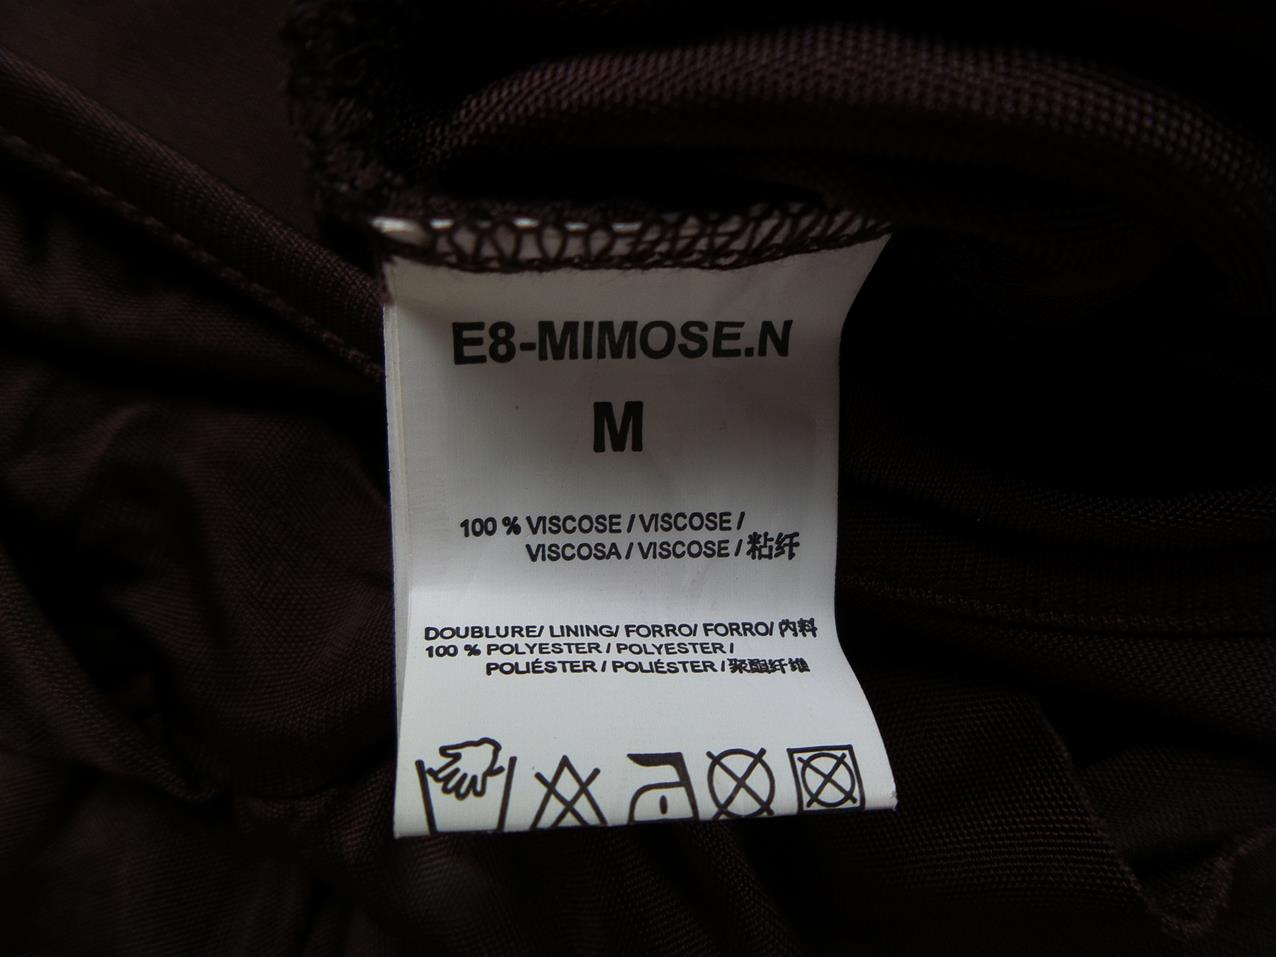 E8-MIMOSE.N
M
100 % VISCOSE / VISCOSE /
VISCOSA / VISCOSE / 粘纤
DOUBLURE/ LINING/ FORRO/ FORRO/ 内料
100 % POLYESTER / POLYESTER /
POLIÉSTER / POLIÉSTER / 聚酯纤维